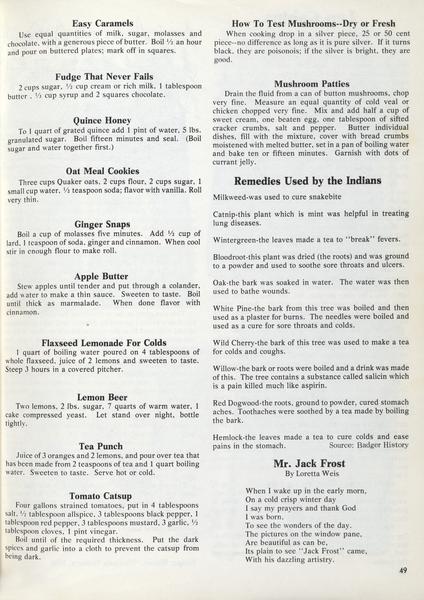 Easy Caramels
Use equal quantities of milk, sugar, molasses and
chocolate, with a generous piece of butter. Boil ½ an hour
and pour on buttered plates; mark off in squares.
Fudge That Never Fails
2 cups sugar, ½ cup cream or rich milk, 1 tablespoon
butter , ½ cup syrup and 2 squares chocolate.
Quince Honey
To 1 quart of grated quince add 1 pint of water, 5 lbs.
granulated sugar. Boil fifteen minutes and seal. (Boil
sugar and water together first.)
Oat Meal Cookies
Three cups Quaker oats, 2 cups flour, 2 cups sugar, 1
small cup water, ½ teaspoon soda; flavor with vanilla. Roll
very thin.
Ginger Snaps
Boil a cup of molasses five minutes. Add ½ cup of
lard, 1 teaspoon of soda, ginger and cinnamon. When cool
stir in enough flour to make roll.
Apple Butter
Stew apples until tender and put through a colander,
add water to make a thin sauce. Sweeten to taste. Boil
until thick as marmalade. When done flavor with
cinnamon.
Flaxseed Lemonade For Colds
1 quart of boiling water poured on 4 tablespoons of
whole flaxseed, juice of 2 lemons and sweeten to taste.
Steep 3 hours in a covered pitcher.
Lemon Beer
Two lemons, 2 lbs. sugar, 7 quarts of warm water, 1
cake compressed yeast. Let stand over night, bottle
tightly.
Tea Punch
Juice of 3 oranges and 2 lemons, and pour over tea that
has been made from 2 teaspoons of tea and 1 quart boiling
water. Sweeten to taste. Serve hot or cold.
Tomato Catsup
Four gallons strained tomatoes, put in 4 tablespoons
salt, ½ tablespoon allspice, 3 tablespoons black pepper, 1
tablespoon red pepper, 3 tablespoons mustard, 3 garlic, ½
tablespoon cloves, 1 pint vinegar.
Boil until of the required thickness. Put the dark
spices and garlic into a cloth to prevent the catsup from
being dark.
How To Test Mushrooms--Dry or Fresh
When cooking drop in a silver piece, 25 or 50 cent
piece--no difference as long as it is pure silver. If it turns
black, they are poisonois; if the silver is bright, they are
good.
Mushroom Patties
Drain the fluid from a can of button mushrooms, chop
very fine. Measure an equal quantity of cold veal or
chicken chopped very fine. Mix and add half a cup of
sweet cream, one beaten egg, one tablespoon of sifted
cracker crumbs, salt and pepper. Butter individual
dishes, fill with the mixture, cover with bread crumbs
moistened with melted butter, set in a pan of boiling water
and bake ten or fifteen minutes. Garnish with dots of
currant jelly.
Remedies Used by the Indians
Milkweed-was used to cure snakebite
Catnip-this plant which is mint was helpful in treating
lung diseases.
Wintergreen-the leaves made a tea to "break" fevers.
Bloodroot-this plant was dried (the roots) and was ground
to a powder and used to soothe sore throats and ulcers.
Oak-the bark was soaked in water. The water was then
used to bathe wounds.
White Pine-the bark from this tree was boiled and then
used as a plaster for burns. The needles were boiled and
used as a cure for sore throats and colds.
Wild Cherry-the bark of this tree was used to make a tea
for colds and coughs.
Willow-the bark or roots were boiled and a drink was made
of this. The tree contains a substance called salicin which
is a pain killed much like aspirin.
Red Dogwood-the roots, ground to powder, cured stomach
aches. Toothaches were soothed by a tea made by boiling
the bark.
Hemlock-the leaves made a tea to cure colds and ease
pains in the stomach. Source: Badger History
Mr. Jack Frost
By Loretta Weis
When I wake up in the early morn,
On a cold crisp winter day
I say my prayers and thank God
I was born,
To see the wonders of the day.
The pictures on the window pane,
Are beautiful as can be,
Its plain to see "Jack Frost" came,
With his dazzling artistry.
49